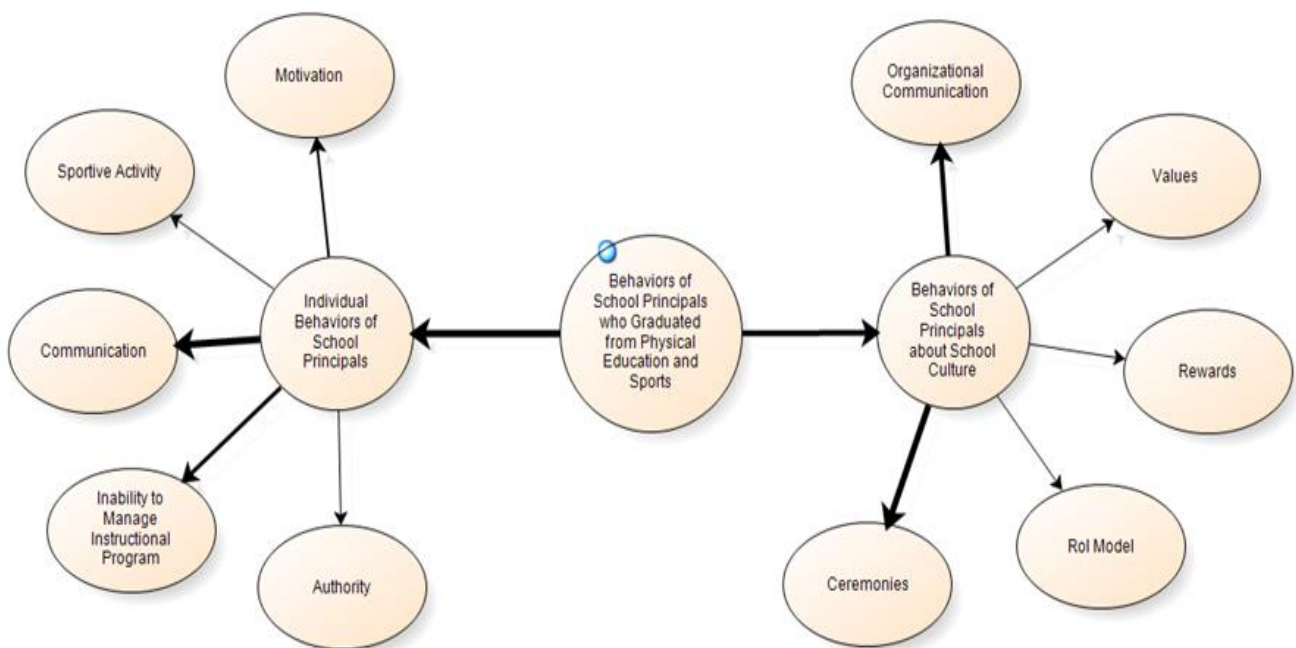 Motivation
Organizational
Communication
Sportive Activity
Values
Individual
Behaviors of
School
Principals
Behaviors of
School Principals
who Graduated
from Physical
Education and
Sports
Behaviors of
School
Principals
about School
Culture
Communication
Rewards
Inability to
Manage
Instructional
Program
Authority
Ceremonies
Rol Model